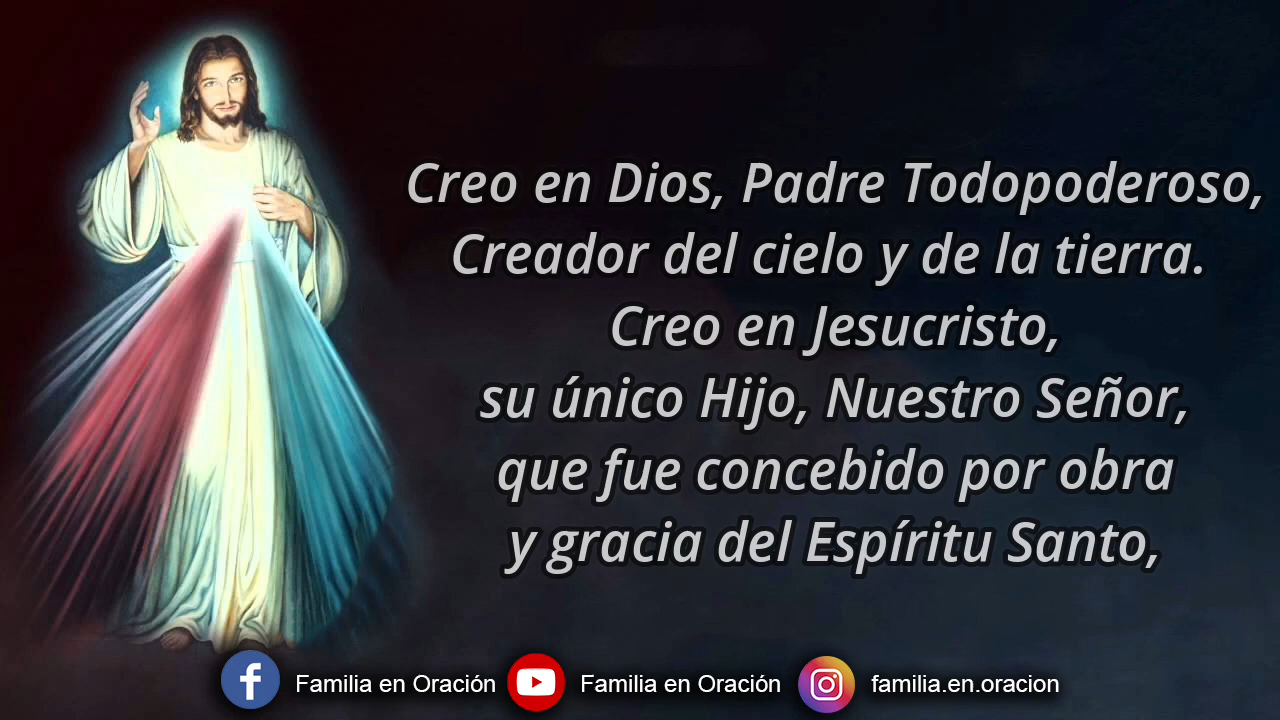 Creo en Dios, Padre Todopoderoso,
Creador del cielo y de la tierra.
Creo en Jesucristo,
su único Hijo, Nuestro Señor,
que fue concebido por obra
y gracia del Espíritu Santo,
Familia en Oración
Familia en Oración
familia.en.oracion